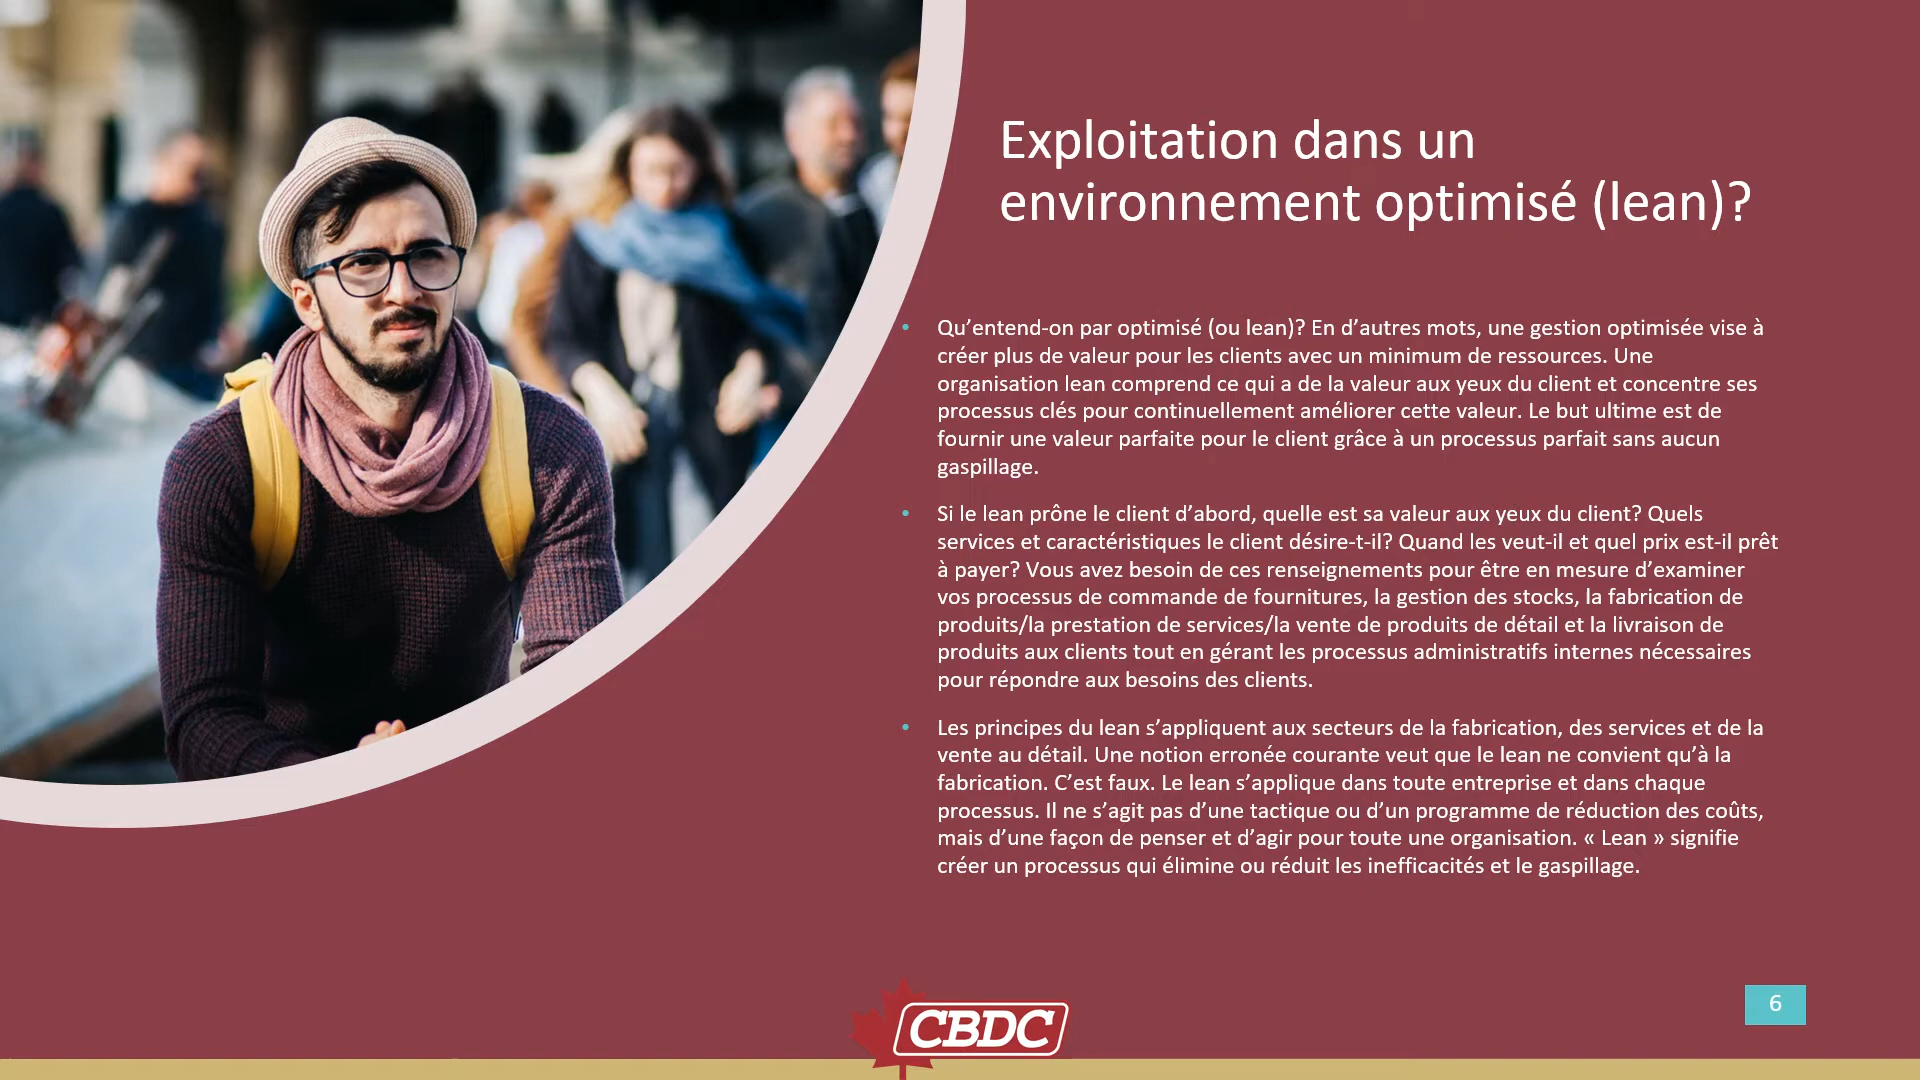 Exploitation dans un
environnement optimisé (lean)?
• Qu’entend-on par optimisé (ou lean)? En d’autres mots, une gestion optimisée vise à
créer plus de valeur pour les clients avec un minimum de ressources. Une
organisation lean comprend ce qui a de la valeur aux yeux du client et concentre ses
processus clés pour continuellement améliorer cette valeur. Le but ultime est de
fournir une valeur parfaite pour le client grâce à un processus parfait sans aucun
gaspillage.
• Si le lean prône le client d’abord, quelle est sa valeur aux yeux du client? Quels
services et caractéristiques le client désire-t-il? Quand les veut-il et quel prix est-il prêt
à payer? Vous avez besoin de ces renseignements pour être en mesure d’examiner
vos processus de commande de fournitures, la gestion des stocks, la fabrication de
produits/la prestation de services/la vente de produits de détail et la livraison de
produits aux clients tout en gérant les processus administratifs internes nécessaires
pour répondre aux besoins des clients.
• Les principes du lean s’appliquent aux secteurs de la fabrication, des services et de la
vente au détail. Une notion erronée courante veut que le lean ne convient qu’à la
fabrication. C’est faux. Le lean s’applique dans toute entreprise et dans chaque
processus. Il ne s’agit pas d’une tactique ou d’un programme de réduction des coûts,
mais d’une façon de penser et d’agir pour toute une organisation. « Lean » signifie
créer un processus qui élimine ou réduit les inefficacités et le gaspillage.
6
CBDC